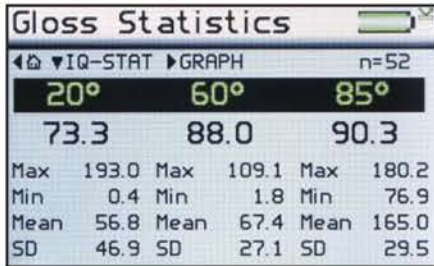 Gloss Statistics
◀⌂ ▼IQ-STAT ▶GRAPH n=52
20° 60° 85°
73.3 88.0 90.3
Max 193.0 Max 109.1 Max 180.2
Min 0.4 Min 1.8 Min 76.9
Mean 56.8 Mean 67.4 Mean 165.0
SD 46.9 SD 27.1 SD 29.5